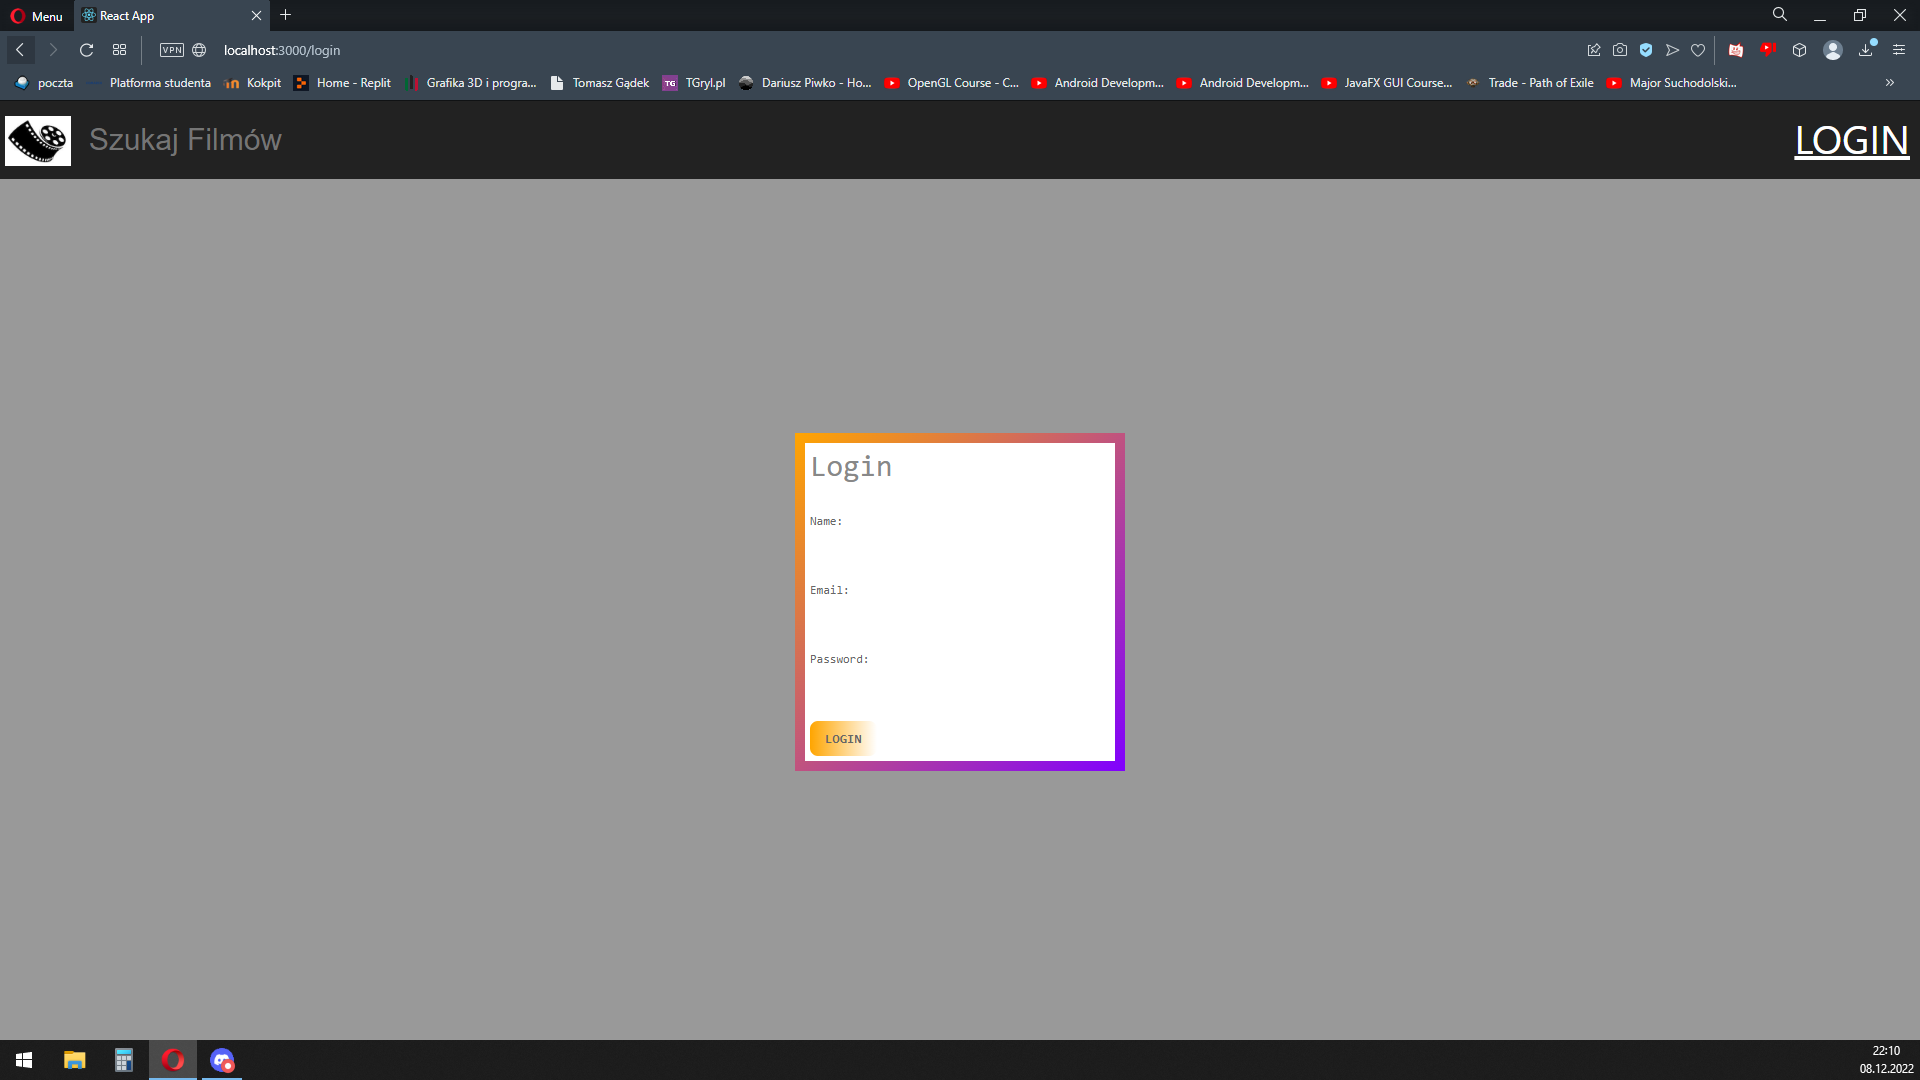 Menu
React App
VPN
localhost:3000/login
poczta
Platforma studenta
Kokpit
Home - Replit
Grafika 3D i progra...
Tomasz Gądek
TG
TGryl.pl
Dariusz Piwko - Ho...
OpenGL Course - C...
Android Developm...
Android Developm...
JavaFX GUI Course...
Trade - Path of Exile
Major Suchodolski...
Szukaj Filmów
LOGIN
Login
Name:
Email:
Password:
LOGIN
22:10
08.12.2022